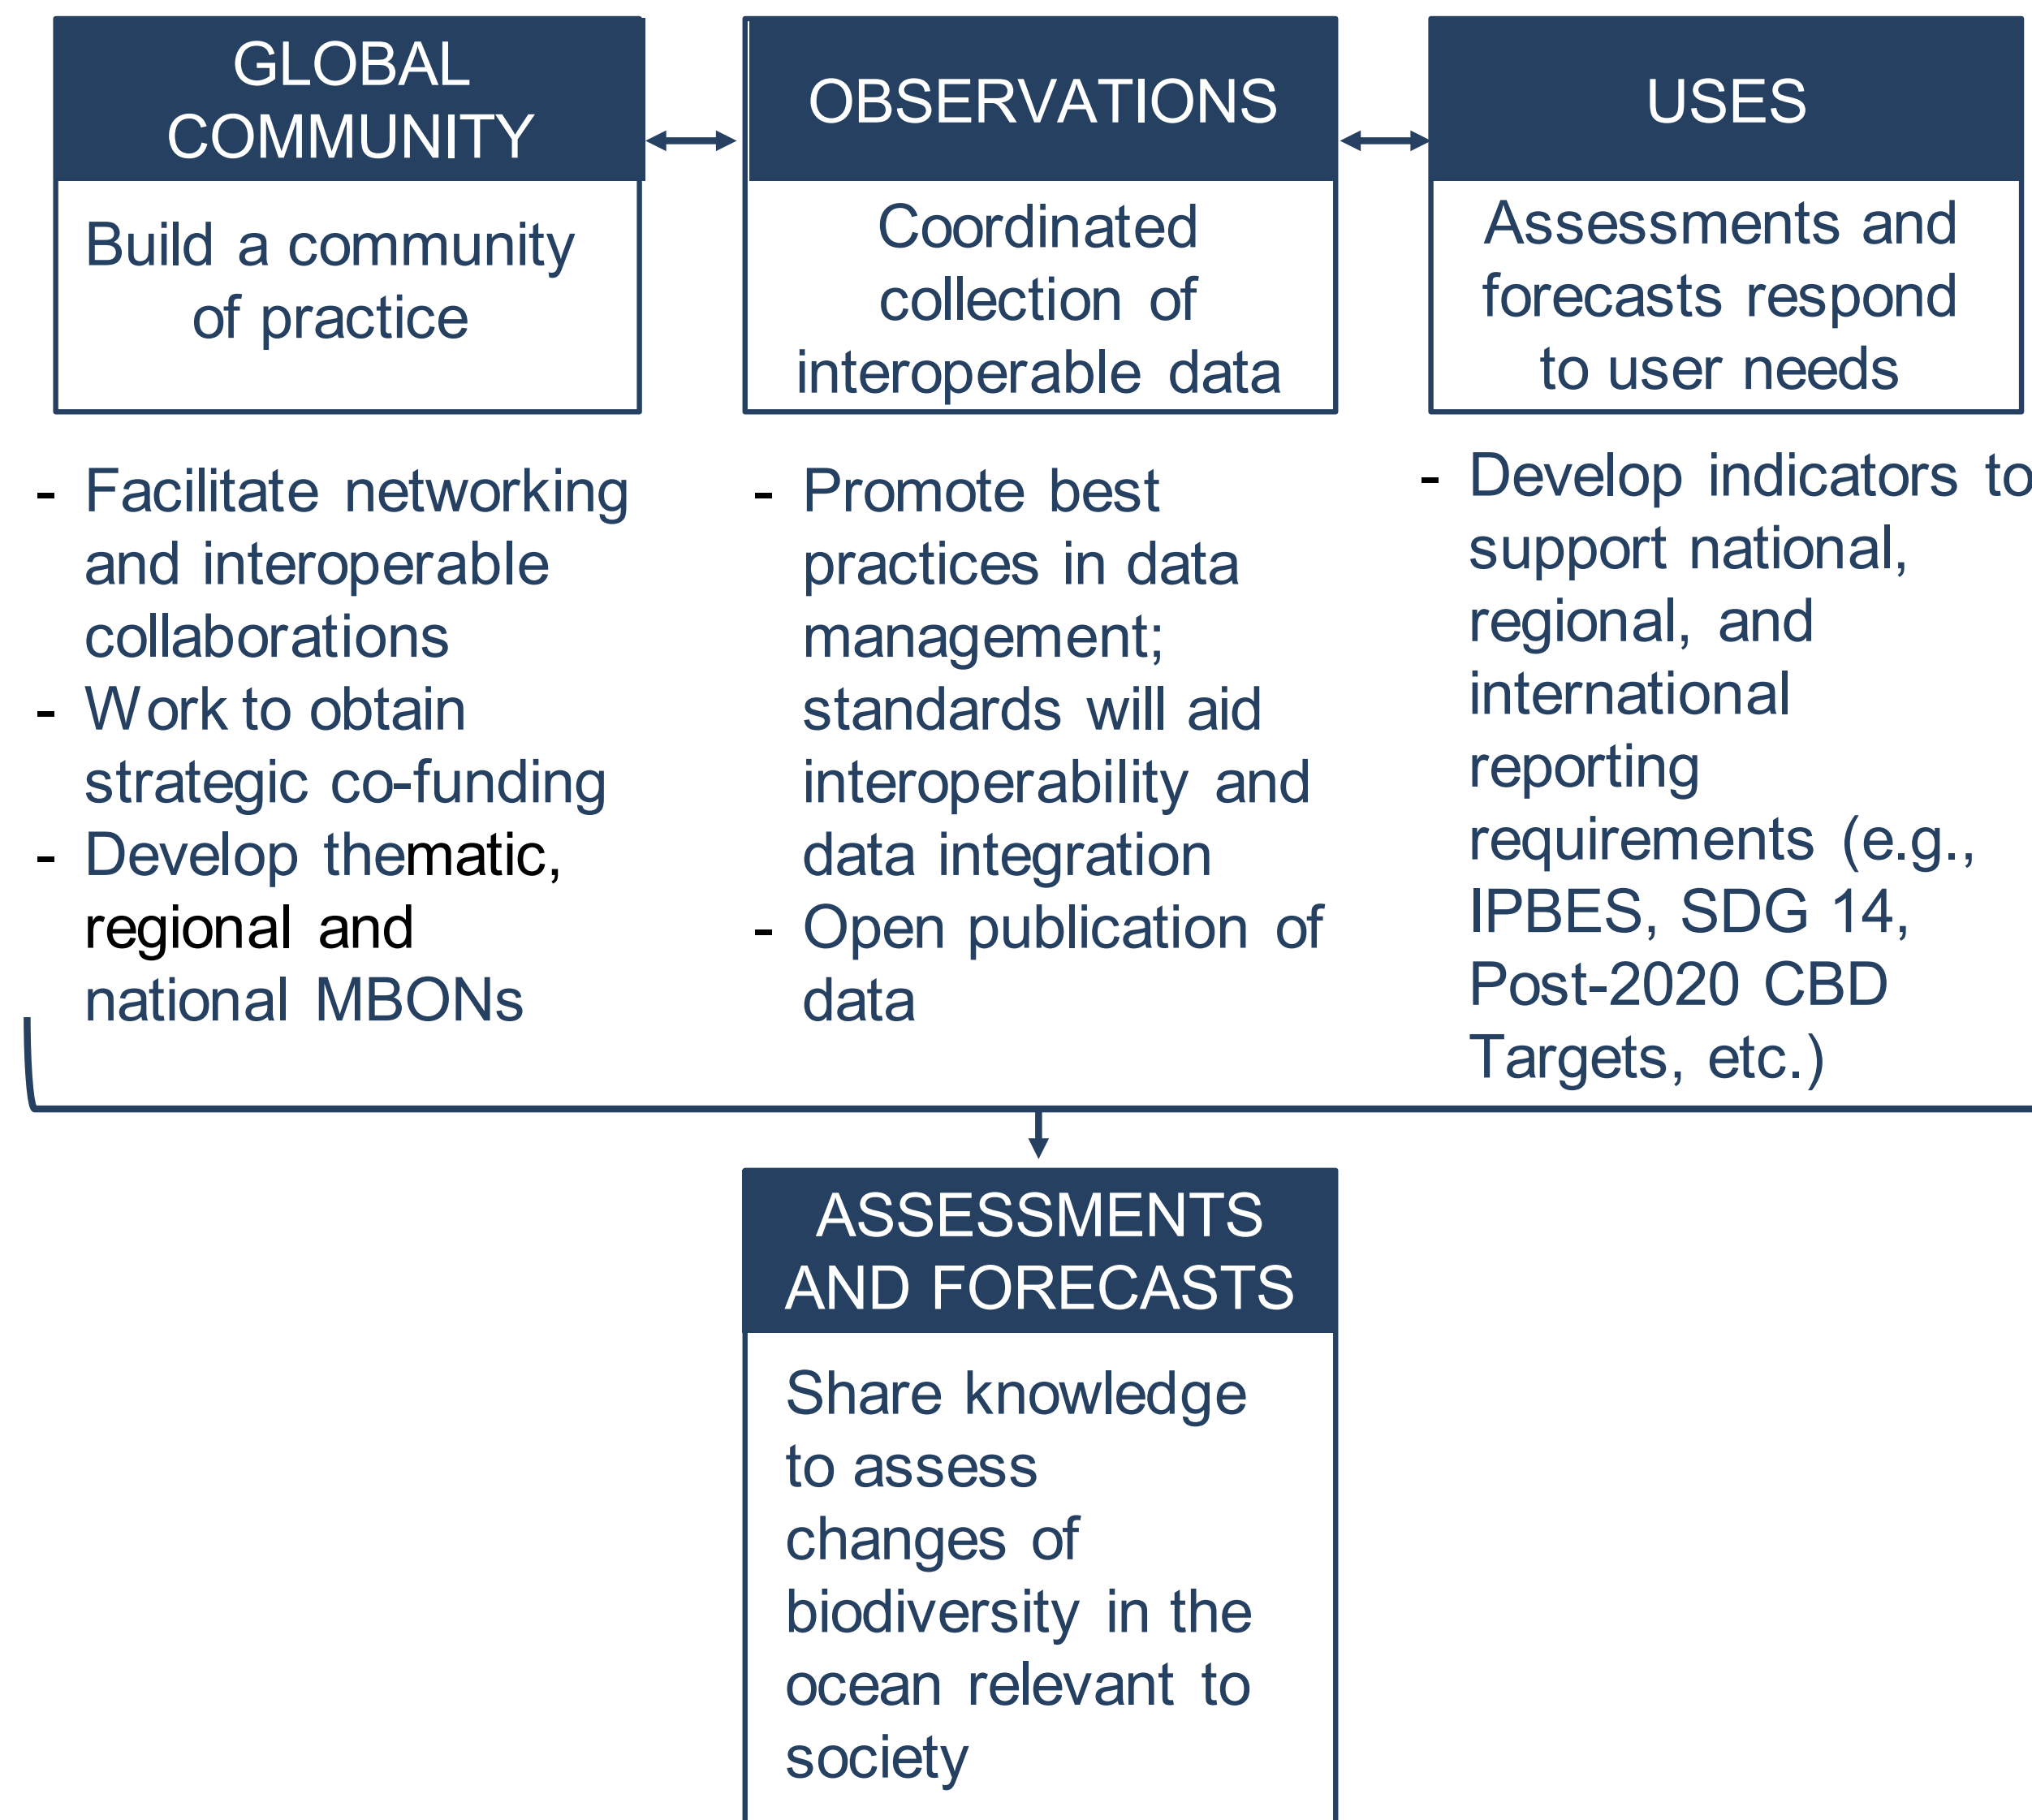 GLOBAL
COMMUNITY
Build a community
of practice
- Facilitate networking
and interoperable
collaborations
- Work to obtain
strategic co-funding
- Develop thematic,
regional and
national MBONs
OBSERVATIONS
Coordinated
collection of
interoperable data
- Promote best
practices in data
management;
standards will aid
interoperability and
data integration
- Open publication of
data
USES
Assessments and
forecasts respond
to user needs
- Develop indicators to
support national,
regional, and
international
reporting
requirements (e.g.,
IPBES, SDG 14,
Post-2020 CBD
Targets, etc.)
ASSESSMENTS
AND FORECASTS
Share knowledge
to assess
changes of
biodiversity in the
ocean relevant to
society